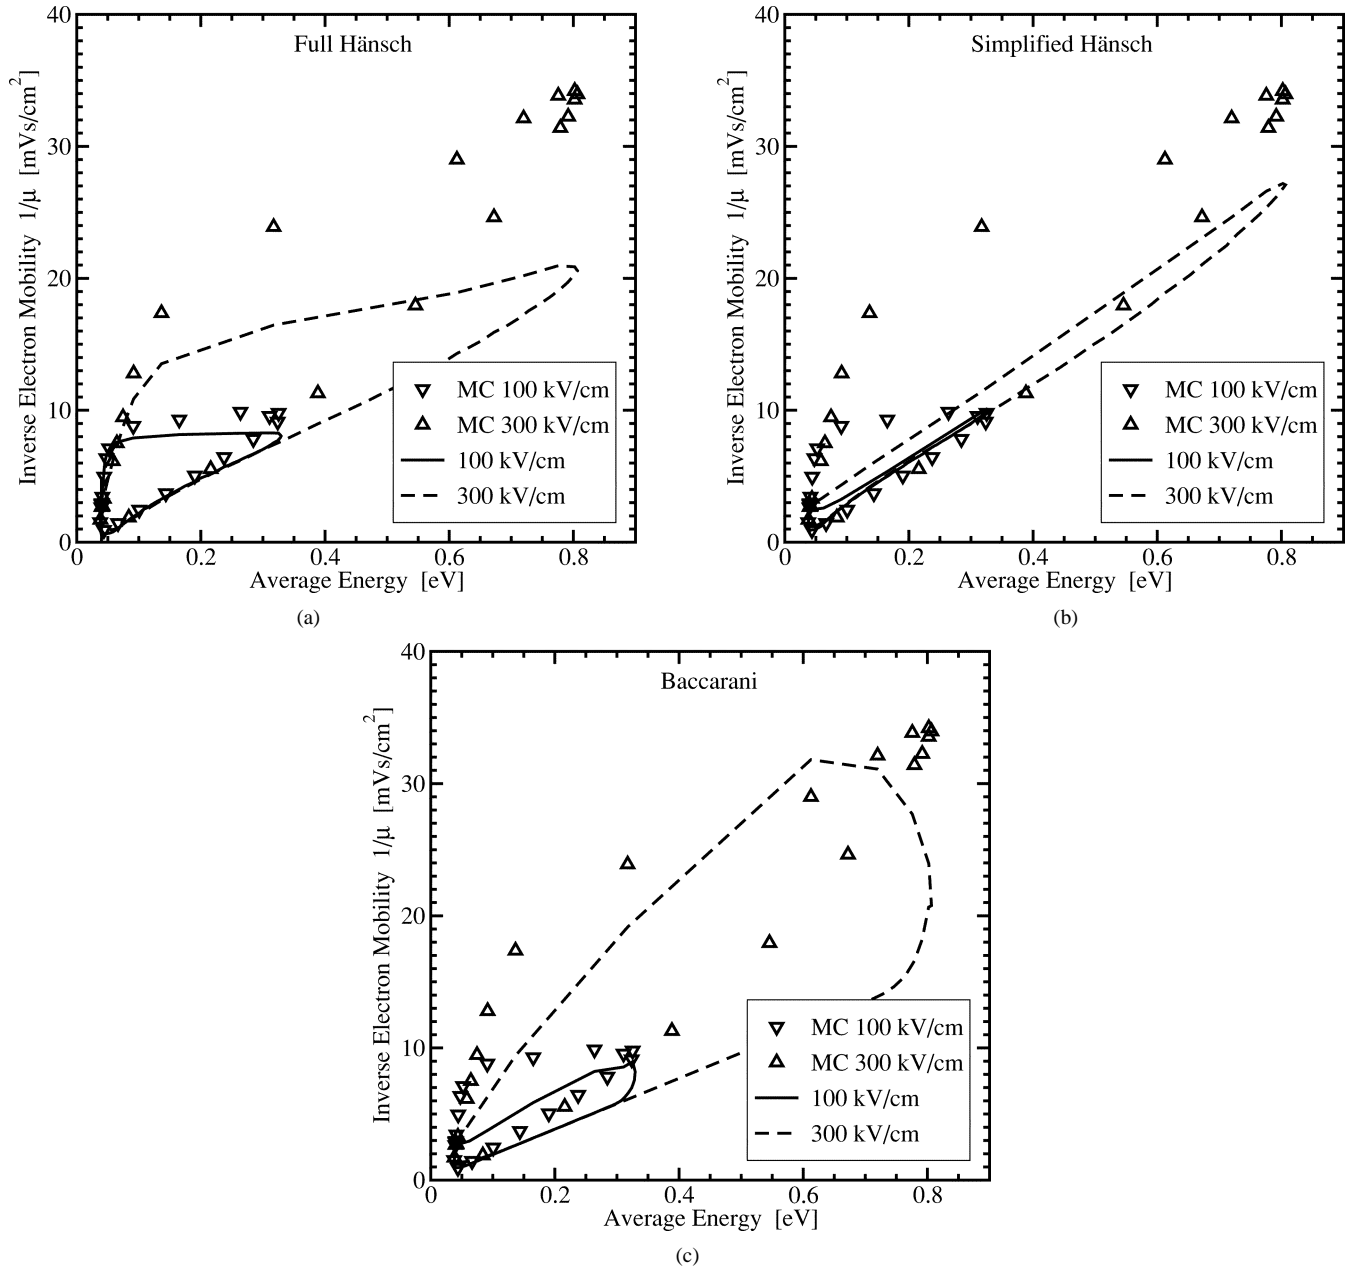 40
Full Hänsch
30
20
10
0
Inverse Electron Mobility 1/μ [mVs/cm2]
MC 100 kV/cm
MC 300 kV/cm
100 kV/cm
300 kV/cm
0 0.2 0.4 0.6 0.8
Average Energy [eV]
(a)
40
Simplified Hänsch
30
20
10
0
Inverse Electron Mobility 1/μ [mVs/cm2]
MC 100 kV/cm
MC 300 kV/cm
100 kV/cm
300 kV/cm
0 0.2 0.4 0.6 0.8
Average Energy [eV]
(b)
40
Baccarani
30
20
10
0
Inverse Electron Mobility 1/μ [mVs/cm2]
MC 100 kV/cm
MC 300 kV/cm
100 kV/cm
300 kV/cm
0 0.2 0.4 0.6 0.8
Average Energy [eV]
(c)